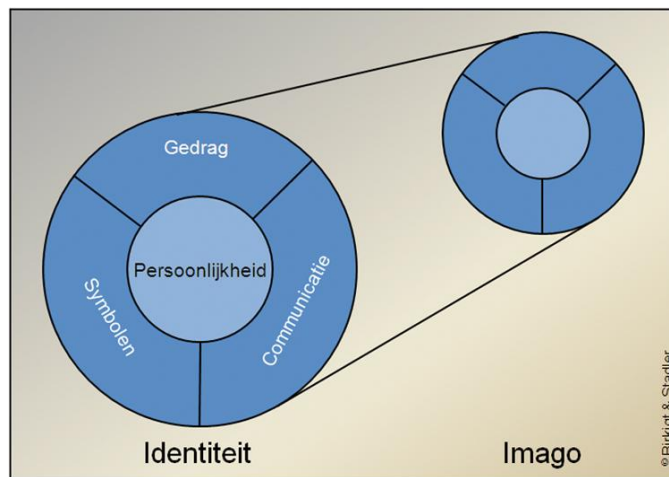 Gedrag
Persoonlijkheid
Symbolen
Communicatie
Identiteit
Imago
© Birkigt & Stadler